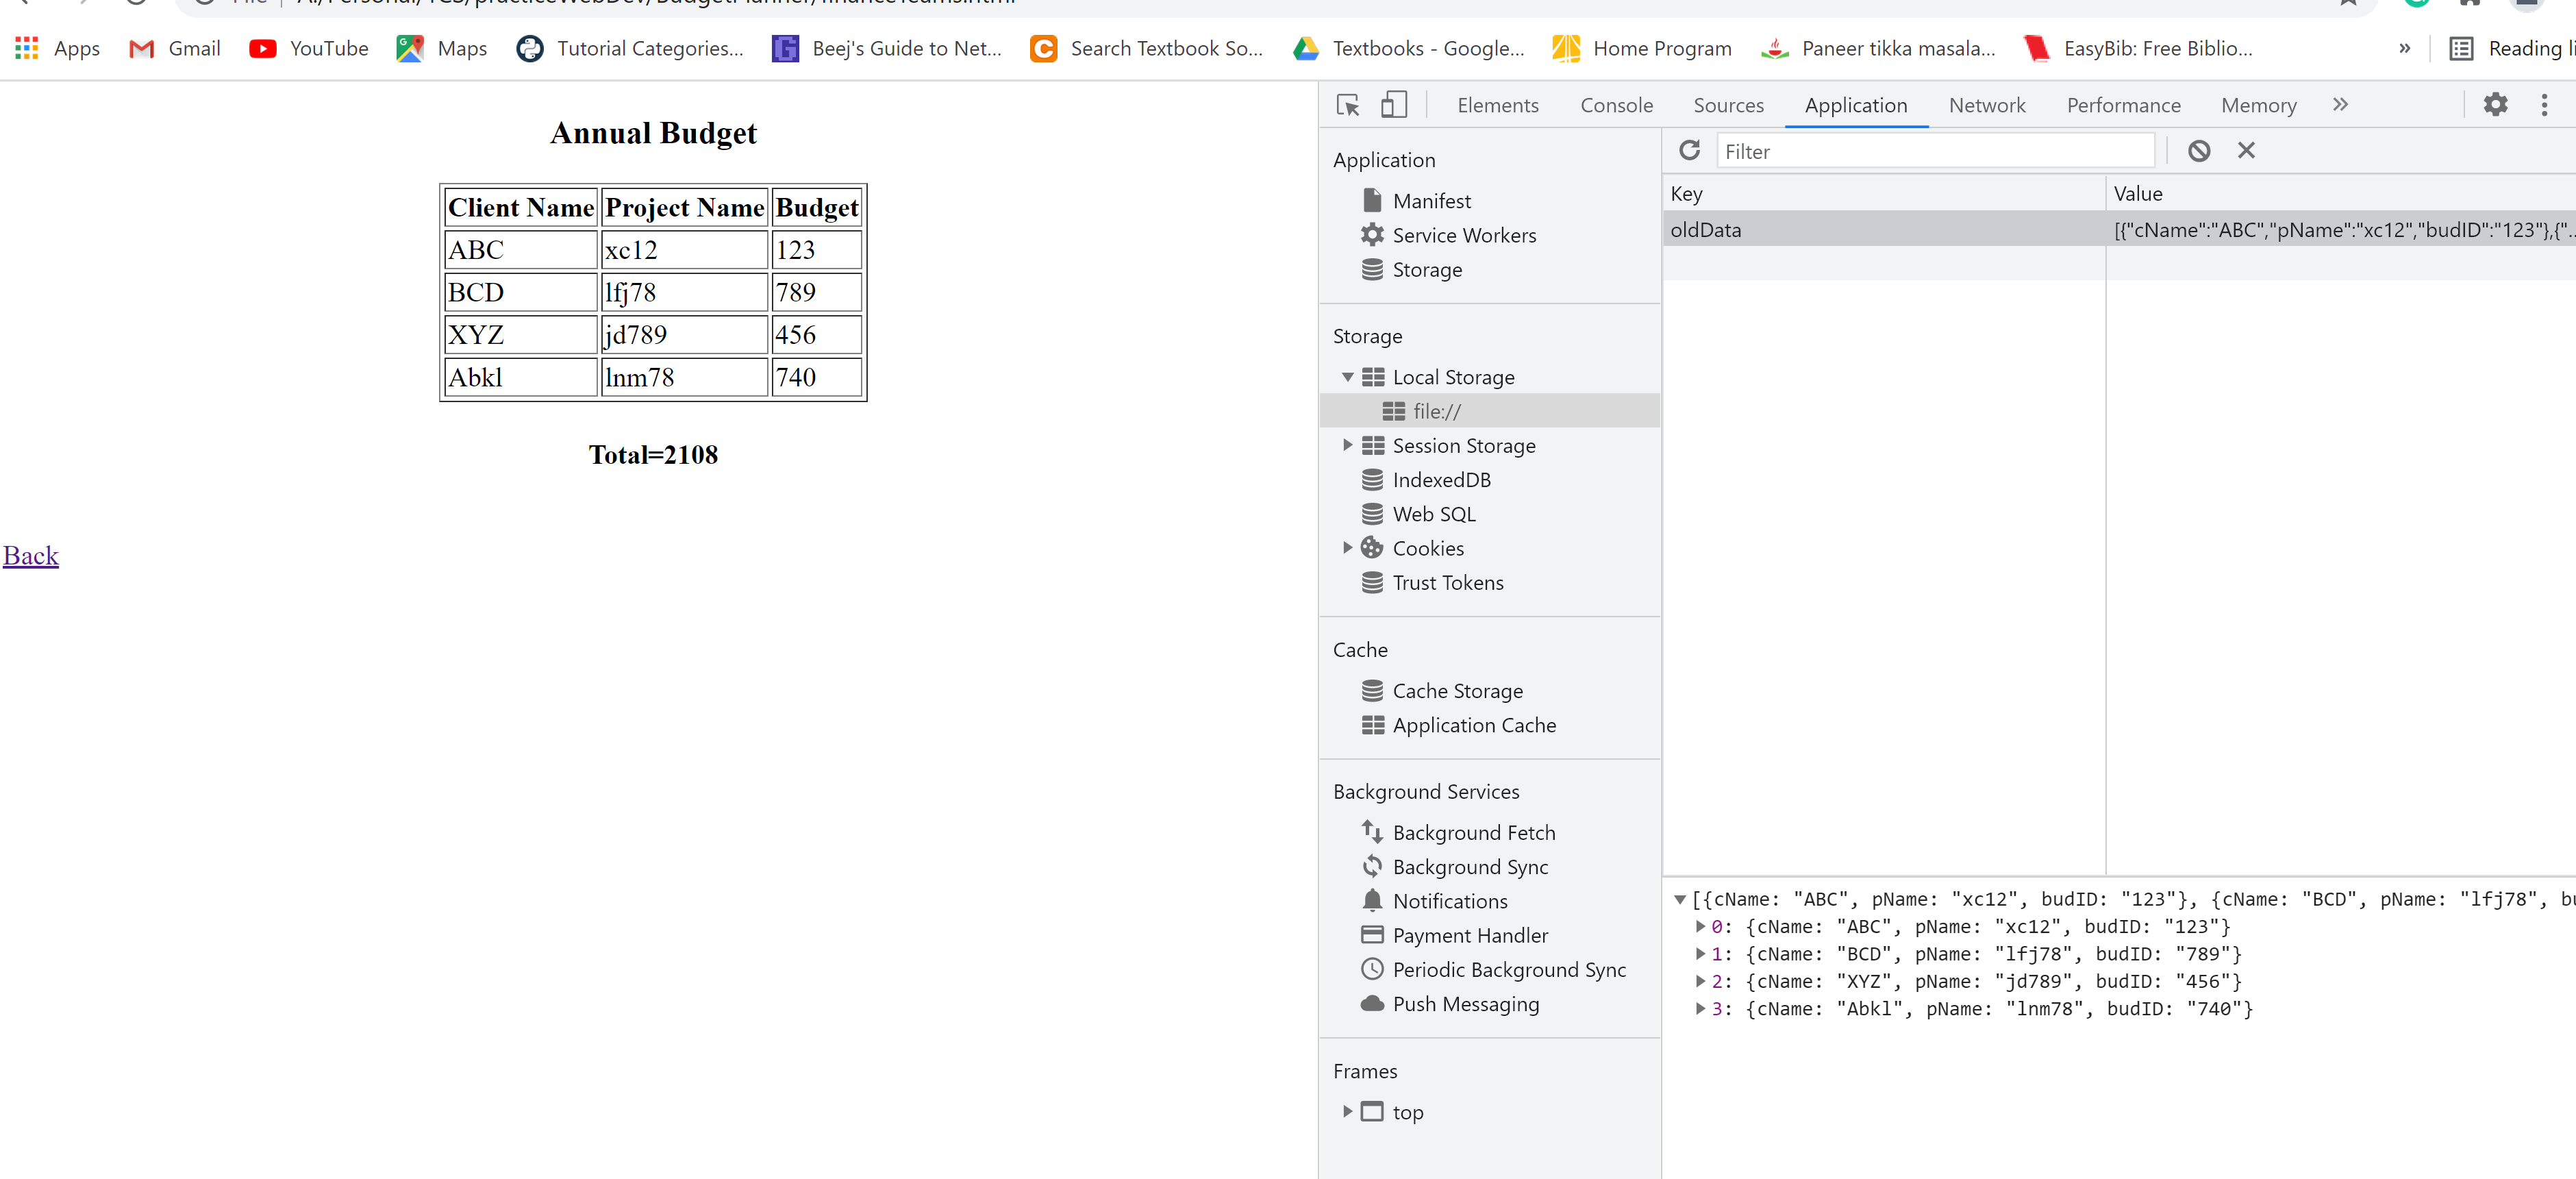 Apps Gmail YouTube Maps Tutorial Categories... Beej's Guide to Net... Search Textbook So... Textbooks - Google... Home Program Paneer tikka masala... EasyBib: Free Biblio... » Reading li
Annual Budget
Client Name Project Name Budget
ABC xc12 123
BCD lfj78 789
XYZ jd789 456
Abkl lnm78 740
Total=2108
Back
Elements Console Sources Application Network Performance Memory »
Application
Manifest
Service Workers
Storage
Storage
Local Storage
file://
Session Storage
IndexedDB
Web SQL
Cookies
Trust Tokens
Cache
Cache Storage
Application Cache
Background Services
Background Fetch
Background Sync
Notifications
Payment Handler
Periodic Background Sync
Push Messaging
Frames
top
Filter
Key Value
oldData [{"cName":"ABC","pName":"xc12","budID":"123"},{"...
[{cName: "ABC", pName: "xc12", budID: "123"}, {cName: "BCD", pName: "lfj78", bu
0: {cName: "ABC", pName: "xc12", budID: "123"}
1: {cName: "BCD", pName: "lfj78", budID: "789"}
2: {cName: "XYZ", pName: "jd789", budID: "456"}
3: {cName: "Abkl", pName: "lnm78", budID: "740"}